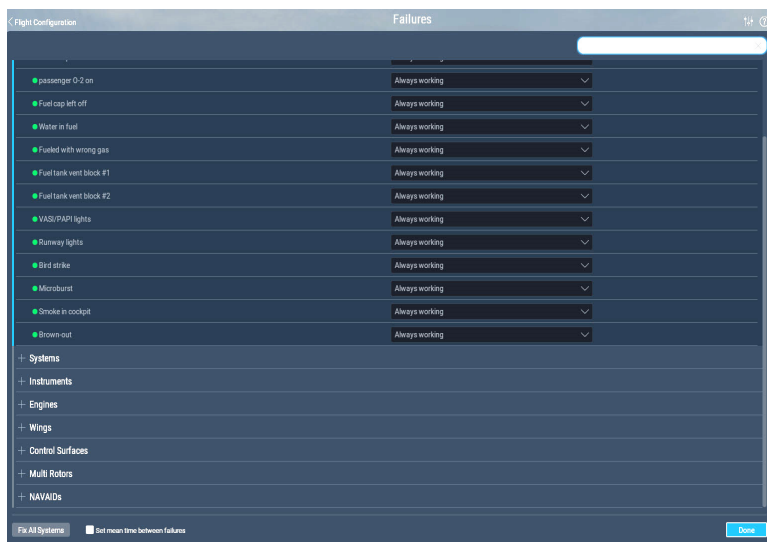 Flight Configuration
Failures
passenger O-2 on Always working
Fuel cap left off Always working
Water in fuel Always working
Fueled with wrong gas Always working
Fuel tank vent block #1 Always working
Fuel tank vent block #2 Always working
VASI/PAPI lights Always working
Runway lights Always working
Bird strike Always working
Microburst Always working
Smoke in cockpit Always working
Brown-out Always working
Systems
Instruments
Engines
Wings
Control Surfaces
Multi Rotors
NAVAIDs
Fix All Systems Set mean time between failures Done